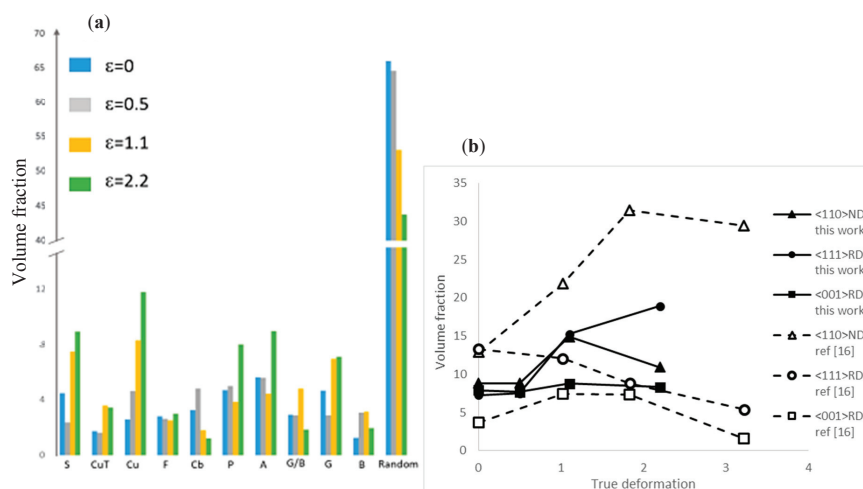 (a)
70
65
60
55
50
45
40
12
.8
.4
0
Volume fraction
ε=0
ε=0.5
ε=1.1
ε=2.2
S CuT Cu F Cb P A G/B G B Random
(b)
35
30
25
20
15
10
5
0
Volume fraction
0 1 2 3 4
True deformation
<110>ND
this work
<111>RD
this work
<001>RD
this work
<110>ND
ref [16]
<111>RD
ref [16]
<001>RD
ref [16]